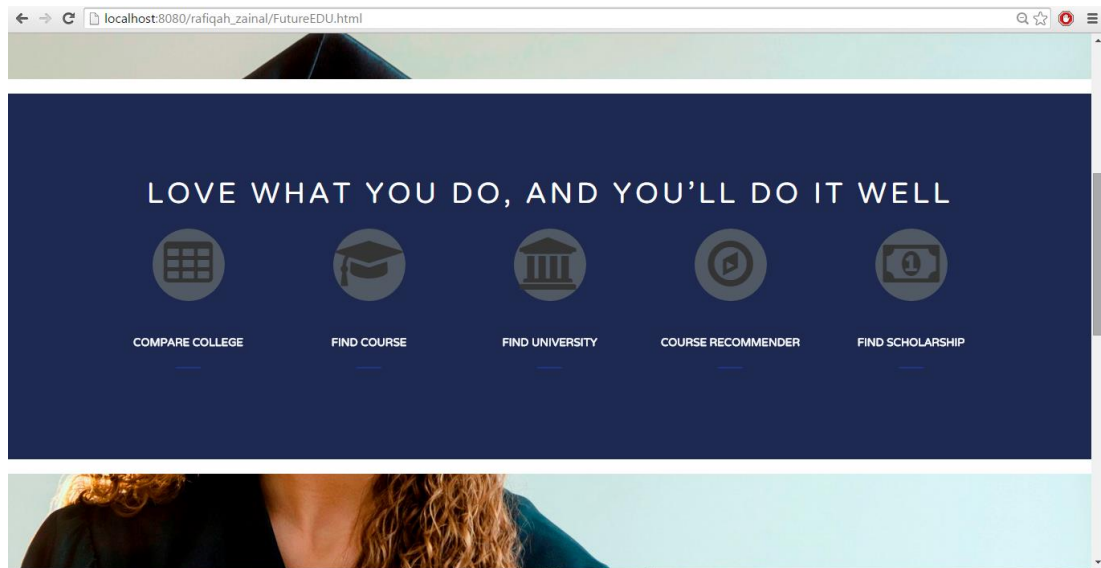 localhost:8080/rafiqah_zainal/FutureEDU.html
LOVE WHAT YOU DO, AND YOU’LL DO IT WELL
1
COMPARE COLLEGE FIND COURSE FIND UNIVERSITY COURSE RECOMMENDER FIND SCHOLARSHIP